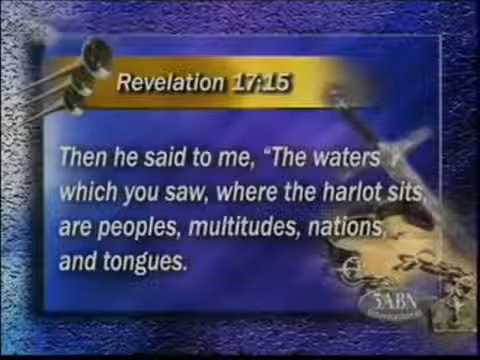 Revelation 17:15
Then he said to me, "The waters
which you saw, where the harlot sits,
are peoples, multitudes, nations,
and tongues.
3ABN